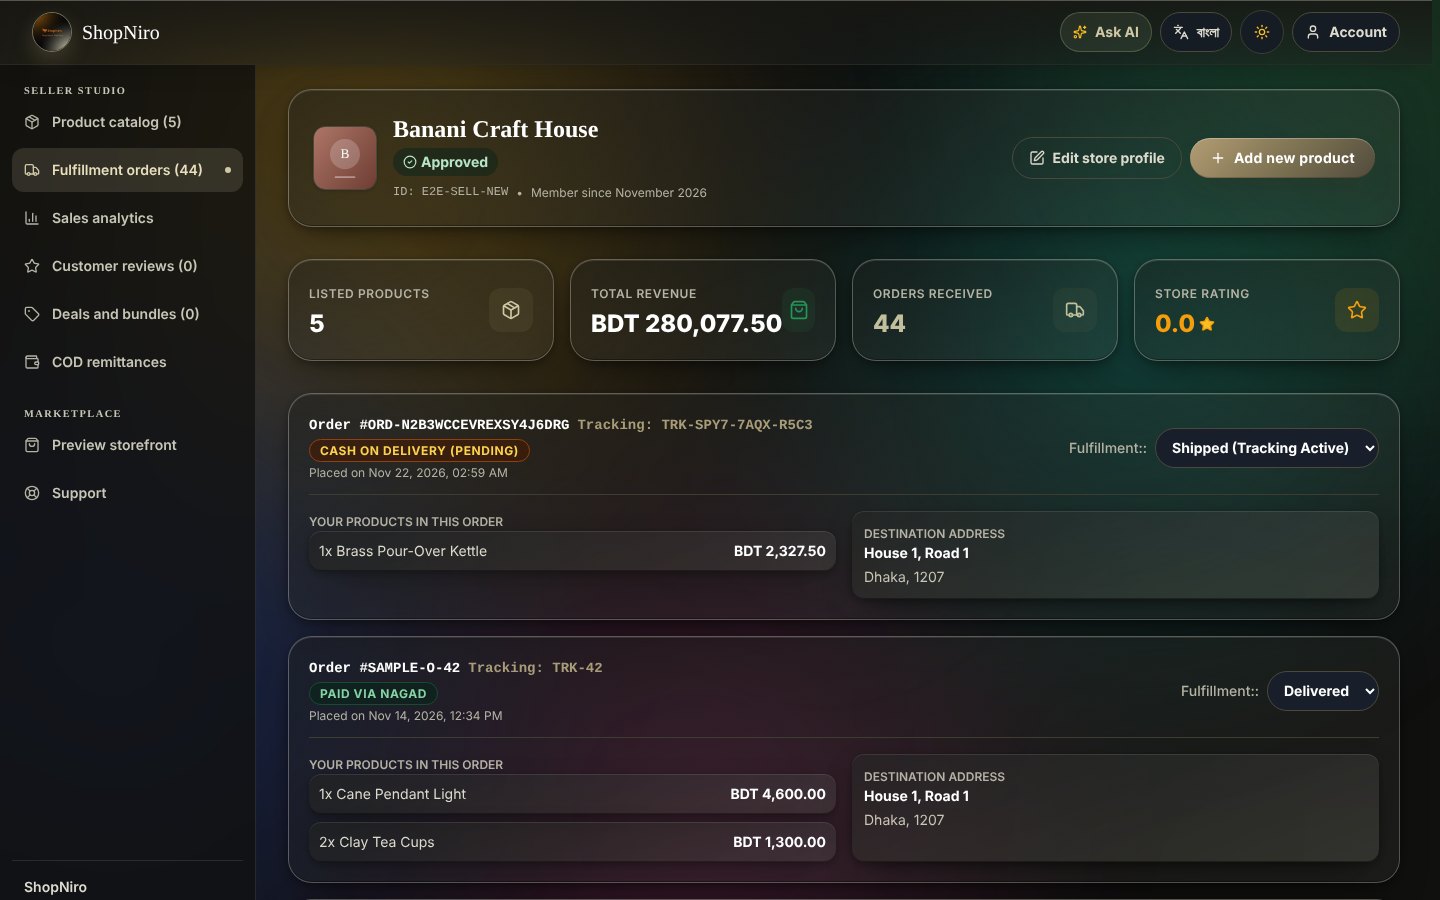 ShopNiro
Ask AI
বাংলা
Account
SELLER STUDIO
Product catalog (5)
Fulfillment orders (44)
Sales analytics
Customer reviews (0)
Deals and bundles (0)
COD remittances
MARKETPLACE
Preview storefront
Support
ShopNiro
B
Banani Craft House
Approved
ID: E2E-SELL-NEW • Member since November 2026
Edit store profile
Add new product
LISTED PRODUCTS
5
TOTAL REVENUE
BDT 280,077.50
ORDERS RECEIVED
44
STORE RATING
0.0
Order #ORD-N2B3WCCEVREXSY4J6DRG Tracking: TRK-SPY7-7AQX-R5C3
CASH ON DELIVERY (PENDING)
Placed on Nov 22, 2026, 02:59 AM
Fulfillment::
Shipped (Tracking Active)
YOUR PRODUCTS IN THIS ORDER
1x Brass Pour-Over Kettle BDT 2,327.50
DESTINATION ADDRESS
House 1, Road 1
Dhaka, 1207
Order #SAMPLE-O-42 Tracking: TRK-42
PAID VIA NAGAD
Placed on Nov 14, 2026, 12:34 PM
Fulfillment::
Delivered
YOUR PRODUCTS IN THIS ORDER
1x Cane Pendant Light BDT 4,600.00
2x Clay Tea Cups BDT 1,300.00
DESTINATION ADDRESS
House 1, Road 1
Dhaka, 1207